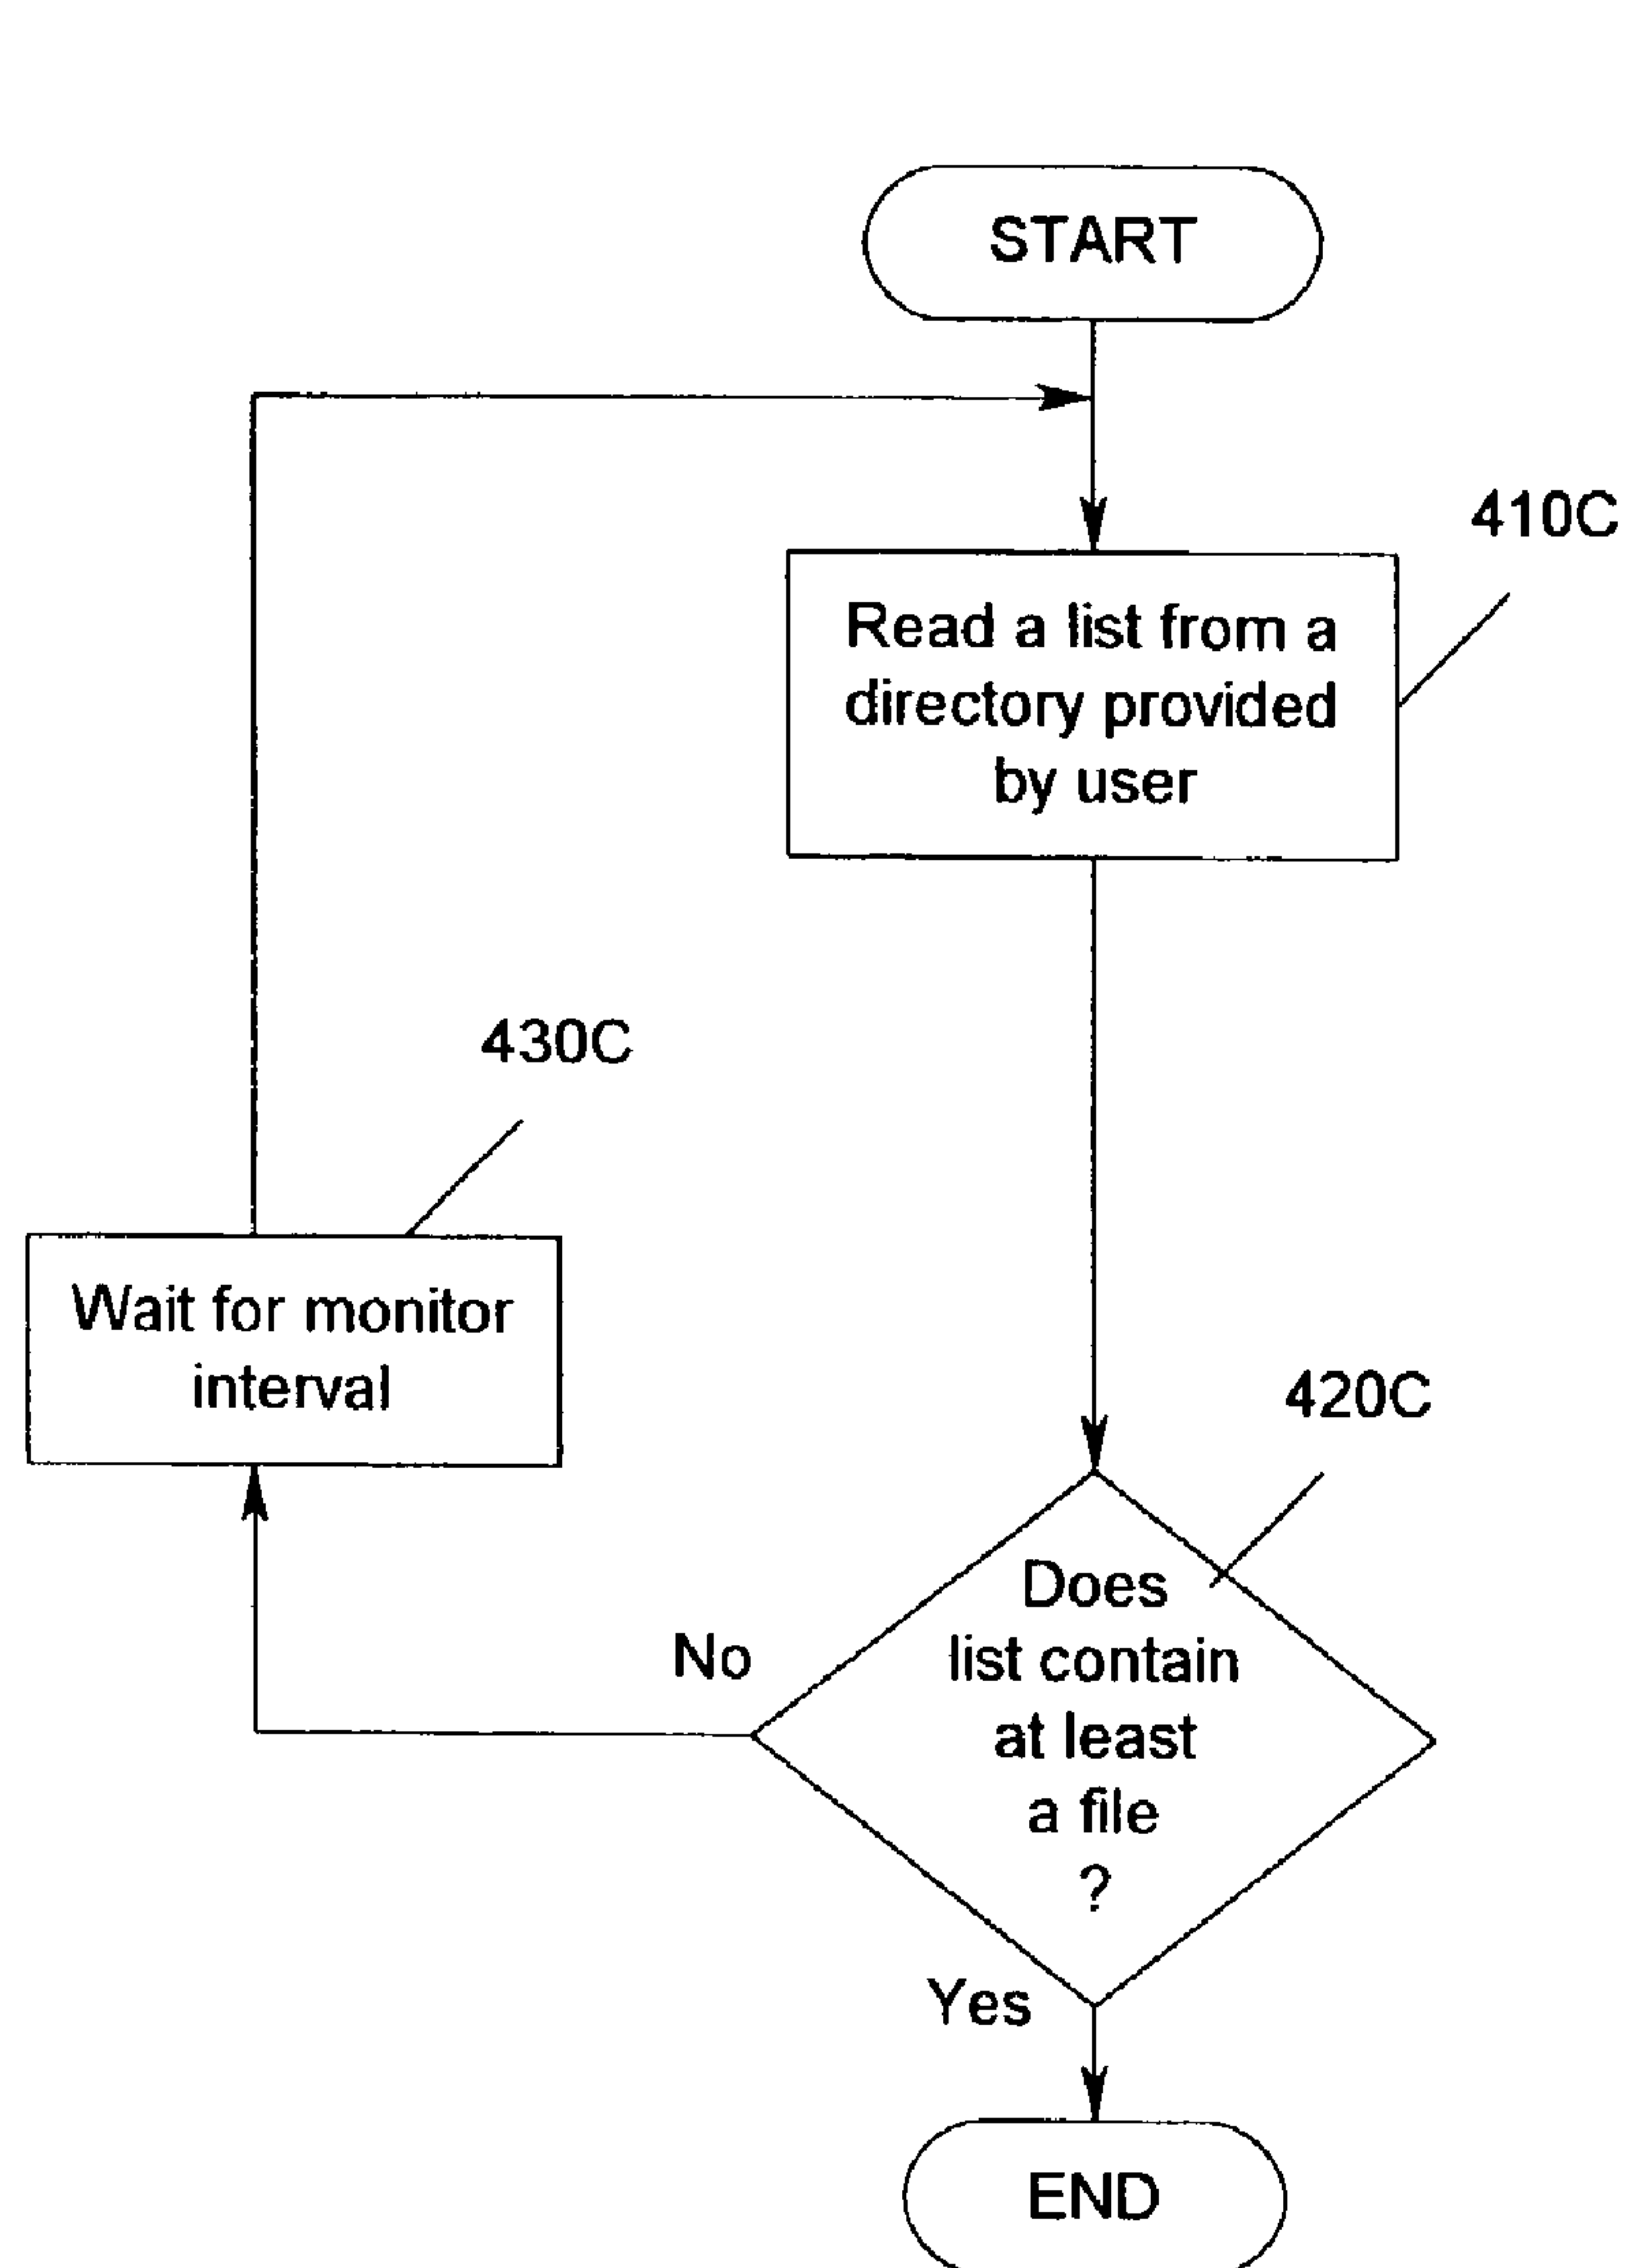 START
410C
Read a list from a
directory provided
by user
430C
Wait for monitor
interval
420C
Does
list contain
at least
a file
?
No
Yes
END